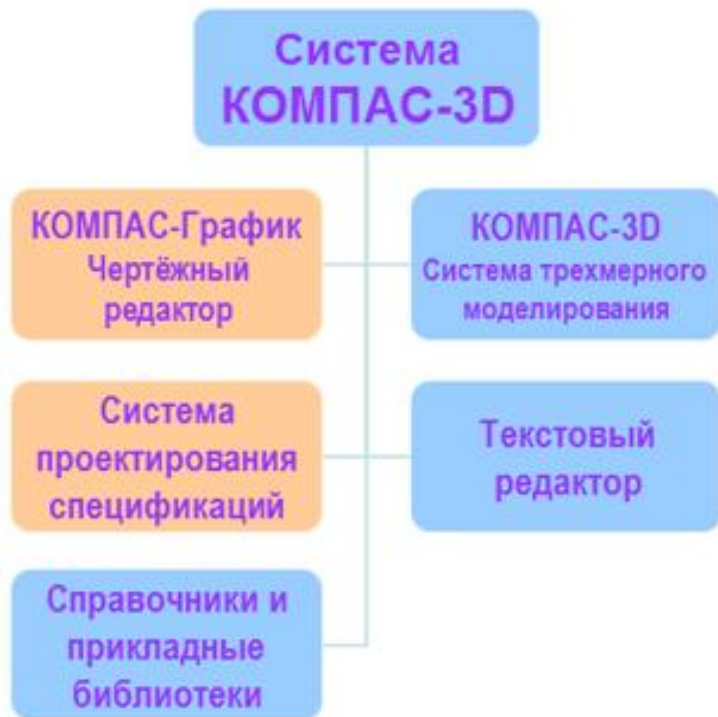 Система
КОМПАС-3D
КОМПАС-График
Чертёжный
редактор
КОМПАС-3D
Система трехмерного
моделирования
Система
проектирования
спецификаций
Текстовый
редактор
Справочники и
прикладные
библиотеки